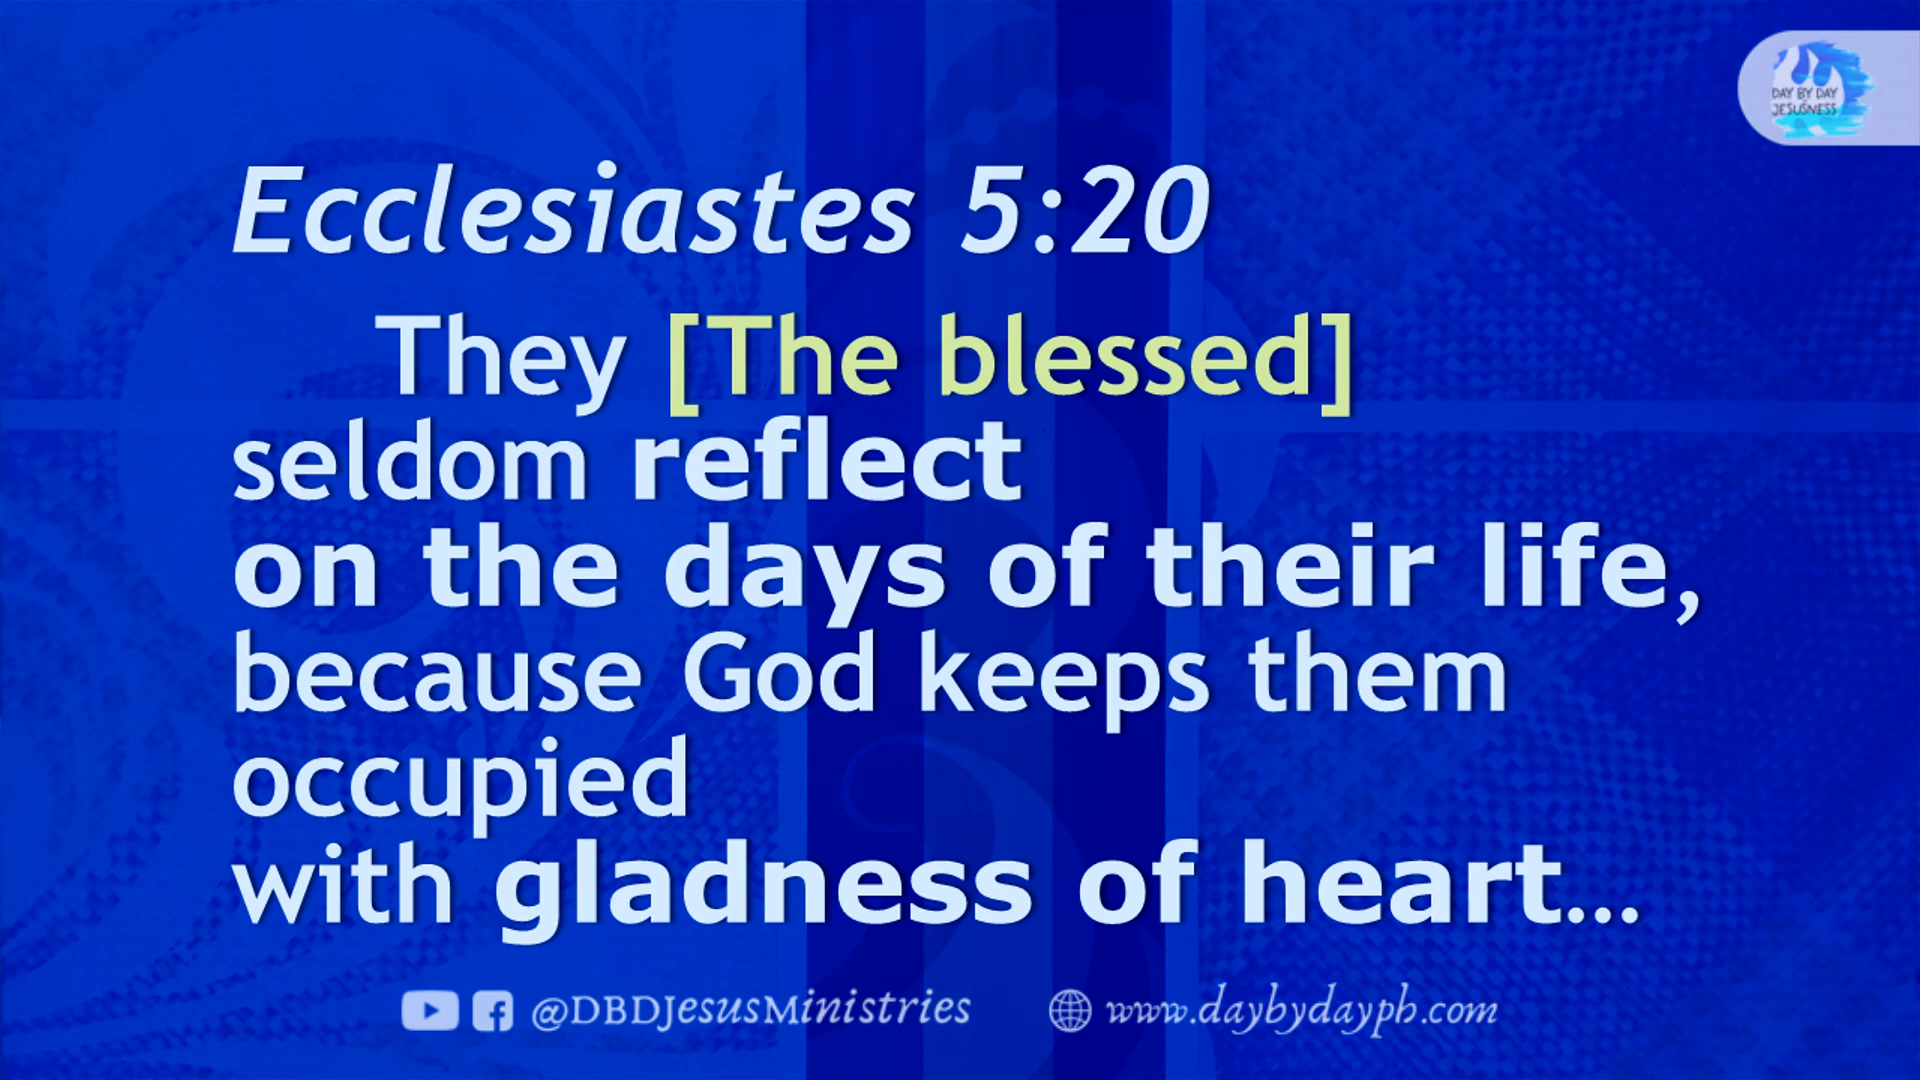 DAY BY DAY
JESUSNESS
Ecclesiastes 5:20
They [The blessed]
seldom reflect
on the days of their life,
because God keeps them
occupied
with gladness of heart...
@DBDJesusMinistries
www.daybydayph.com